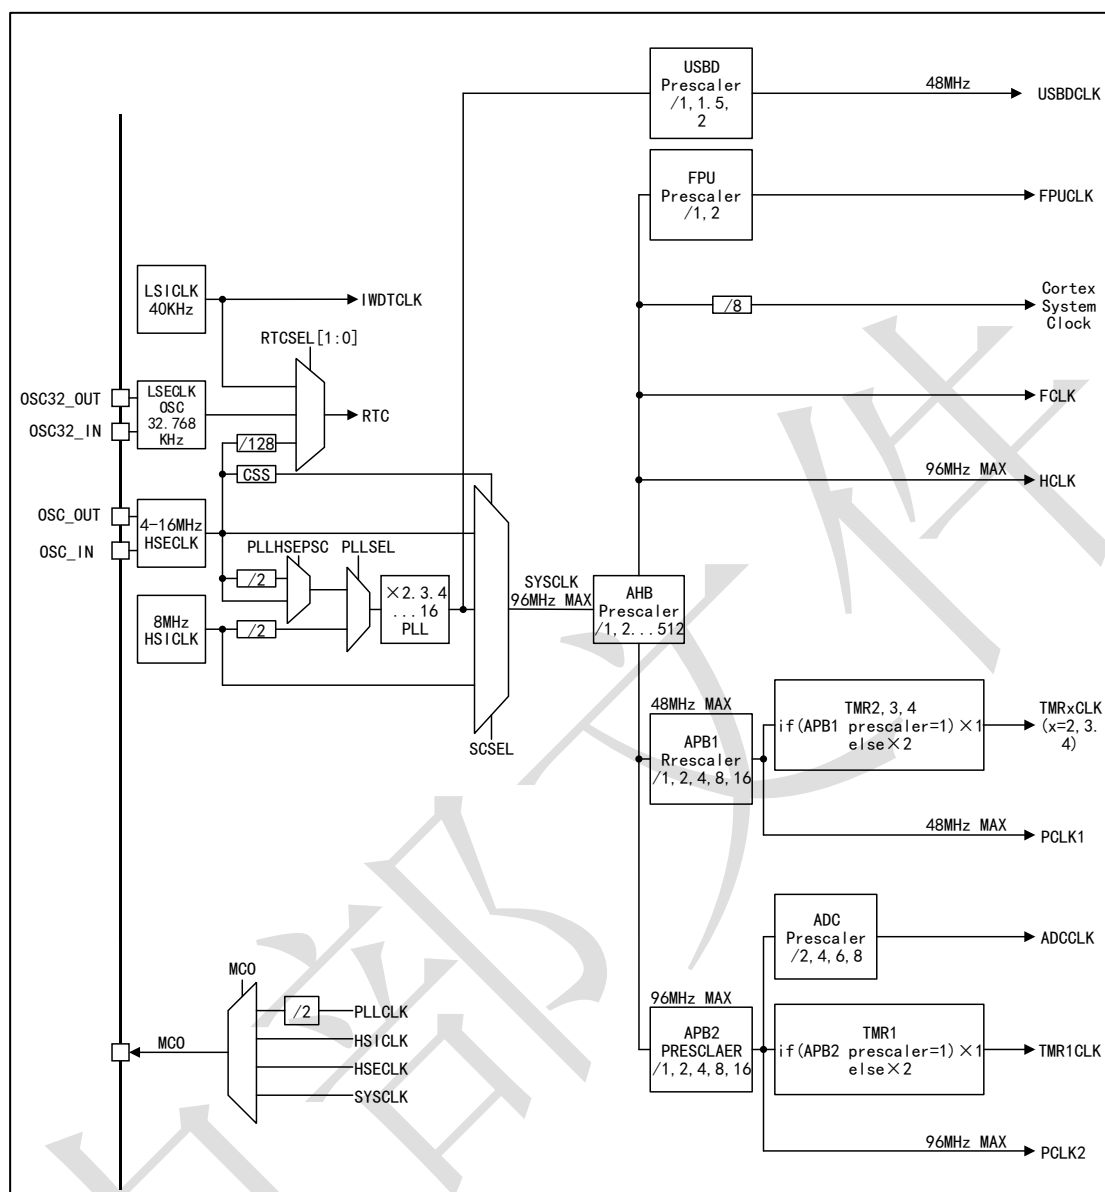 USBD
Prescaler
/1,1.5,
2
48MHz
USBDCLK
FPU
Prescaler
/1,2
FPUCLK
LSICLK
40KHz
IWDTCLK
/8
Cortex
System
Clock
RTCSEL[1:0]
OSC32_OUT
OSC32_IN
LSECLK
OSC
32.768
KHz
RTC
FCLK
/128
CSS
96MHz MAX
HCLK
OSC_OUT
OSC_IN
4-16MHz
HSECLK
PLLHSEPSC
PLLSEL
/2
×2.3.4
...16
PLL
SYSCLK
96MHz MAX
AHB
Prescaler
/1,2...512
8MHz
HSICLK
/2
SCSEL
48MHz MAX
APB1
Rrescaler
/1,2,4,8,16
TMR2,3,4
if(APB1 prescaler=1)×1
else×2
TMRxCLK
(x=2,3.
4)
48MHz MAX
PCLK1
ADC
Prescaler
/2,4,6,8
ADCCLK
MCO
MCO
/2
PLLCLK
HSICLK
HSECLK
SYSCLK
96MHz MAX
APB2
PRESCLAER
/1,2,4,8,16
TMR1
if(APB2 prescaler=1)×1
else×2
TMR1CLK
96MHz MAX
PCLK2
部文件